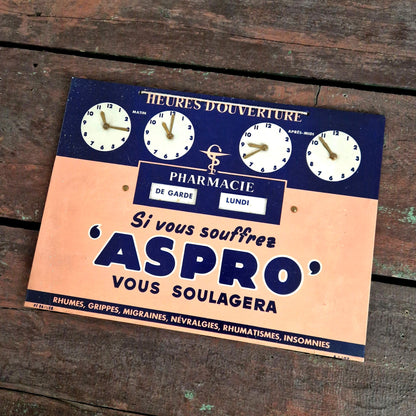 HEURES D'OUVERTURE
MATIN
APRÈS-MIDI
PHARMACIE
DE GARDE
LUNDI
Si vous souffrez
'ASPRO'
VOUS SOULAGERA
RHUMES, GRIPPES, MIGRAINES, NÉVRALGIES, RHUMATISMES, INSOMNIES